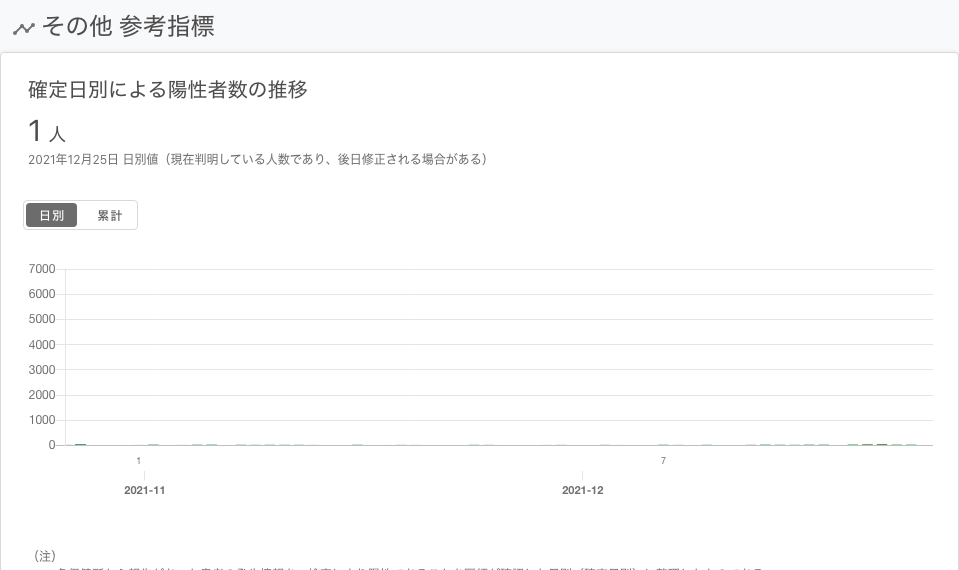 その他 参考指標
確定日別による陽性者数の推移
1 人
2021年12月25日 日別値（現在判明している人数であり、後日修正される場合がある）
日別 累計
7000
6000
5000
4000
3000
2000
1000
0
1 7
2021-11 2021-12
（注）